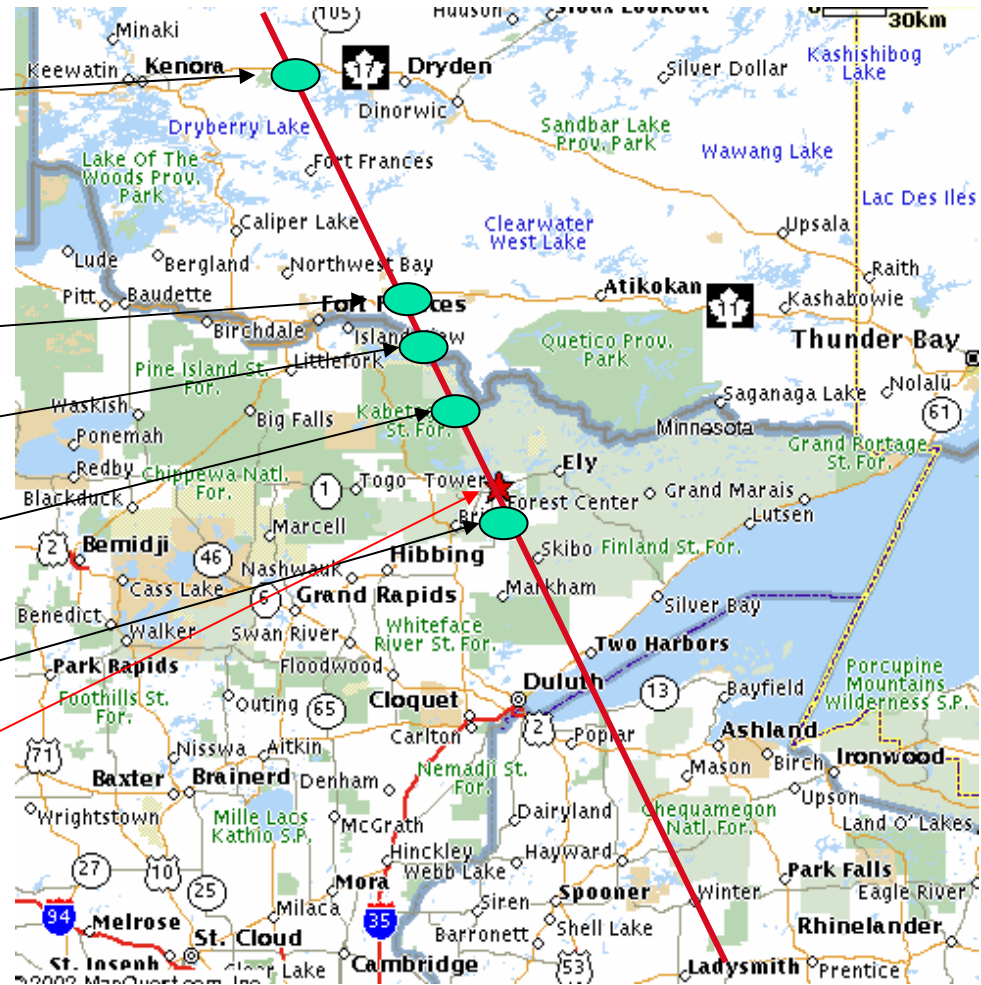 105
Hudson
Sioux Lookout
30km
Minaki
Kashishibog
Lake
Keewatin
Kenora
17
Dryden
Silver Dollar
Dinorwic
Dryberry Lake
Sandbar Lake
Prov. Park
Lake Of The
Woods Prov.
Park
Fort Frances
Wawang Lake
Lac Des Iles
Caliper Lake
Clearwater
West Lake
Upsala
Lude
Bergland
Northwest Bay
Raith
Pitt
Baudette
Atikokan
11
Kashabowie
Fort F ces
Birchdale
Island ew
Thunder Bay
Littlefork
Quetico Prov.
Park
Pine Island St.
For.
Nolalu
Waskish
Big Falls
Kabet
St. For.
Saganaga Lake
61
Ponemah
Minnesota
Grand Portage
St. For.
Redby
Chippewa Natl.
For.
Ely
Blackduck
1
Togo
Tower
Forest Center
Grand Marais
Marcell
Bri
Lutsen
2
Bemidji
46
Hibbing
Skibo
Finland St. For.
Nashwauk
Cass Lake
6
Grand Rapids
Markham
Silver Bay
Benedict
Walker
Swan River
Whiteface
River St. For.
Two Harbors
Park Rapids
Floodwood
Porcupine
Mountains
Wilderness S.P.
Foothills St.
For.
Outing
65
Cloquet
Duluth
13
Bayfield
Carlton
2
Poplar
Ashland
71
Nisswa
Aitkin
Mason
Birch
Ironwood
Baxter
Brainerd
Denham
Nemadji St.
For.
Upson
Wrightstown
Mille Lacs
Kathio S.P.
McGrath
Dairyland
Chequamegon
Natl. For.
Land O' Lakes
27
10
25
Hinckley
Webb Lake
Hayward
Park Falls
Mora
Spooner
Winter
Eagle River
94
Melrose
Milaca
35
Siren
Shell Lake
Rhinelander
St. Cloud
Barronett
St. Joseph
Clear Lake
Cambridge
53
Ladysmith
Prentice
©2002 MapQuest.com, Inc.